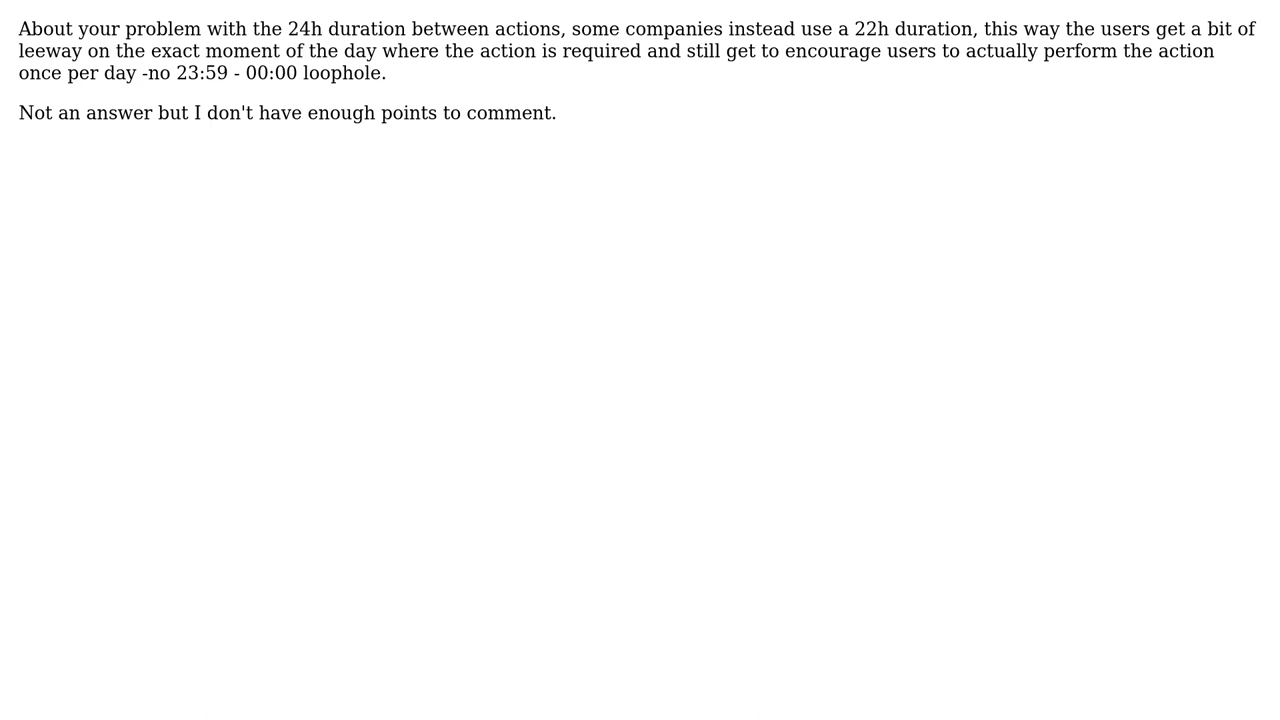 About your problem with the 24h duration between actions, some companies instead use a 22h duration, this way the users get a bit of
leeway on the exact moment of the day where the action is required and still get to encourage users to actually perform the action
once per day -no 23:59 - 00:00 loophole.
Not an answer but I don't have enough points to comment.